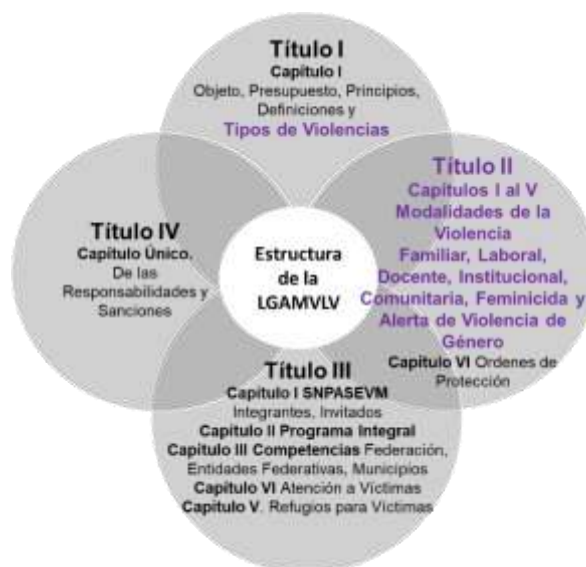 Título I
Capítulo I
Objeto, Presupuesto, Principios,
Definiciones y
Tipos de Violencias
Título II
Capítulos I al V
Modalidades de la
Violencia
Familiar, Laboral,
Docente, Institucional,
Comunitaria, Feminicida y
Alerta de Violencia de
Género
Capítulo VI Ordenes de
Protección
Título IV
Capítulo Único.
De las
Responsabilidades y
Sanciones
Estructura
de la
LGAMVLV
Título III
Capítulo I SNPASEVM
Integrantes, Invitados
Capítulo II Programa Integral
Capítulo III Competencias Federación,
Entidades Federativas, Municipios
Capítulo VI Atención a Víctimas
Capítulo V. Refugios para Víctimas